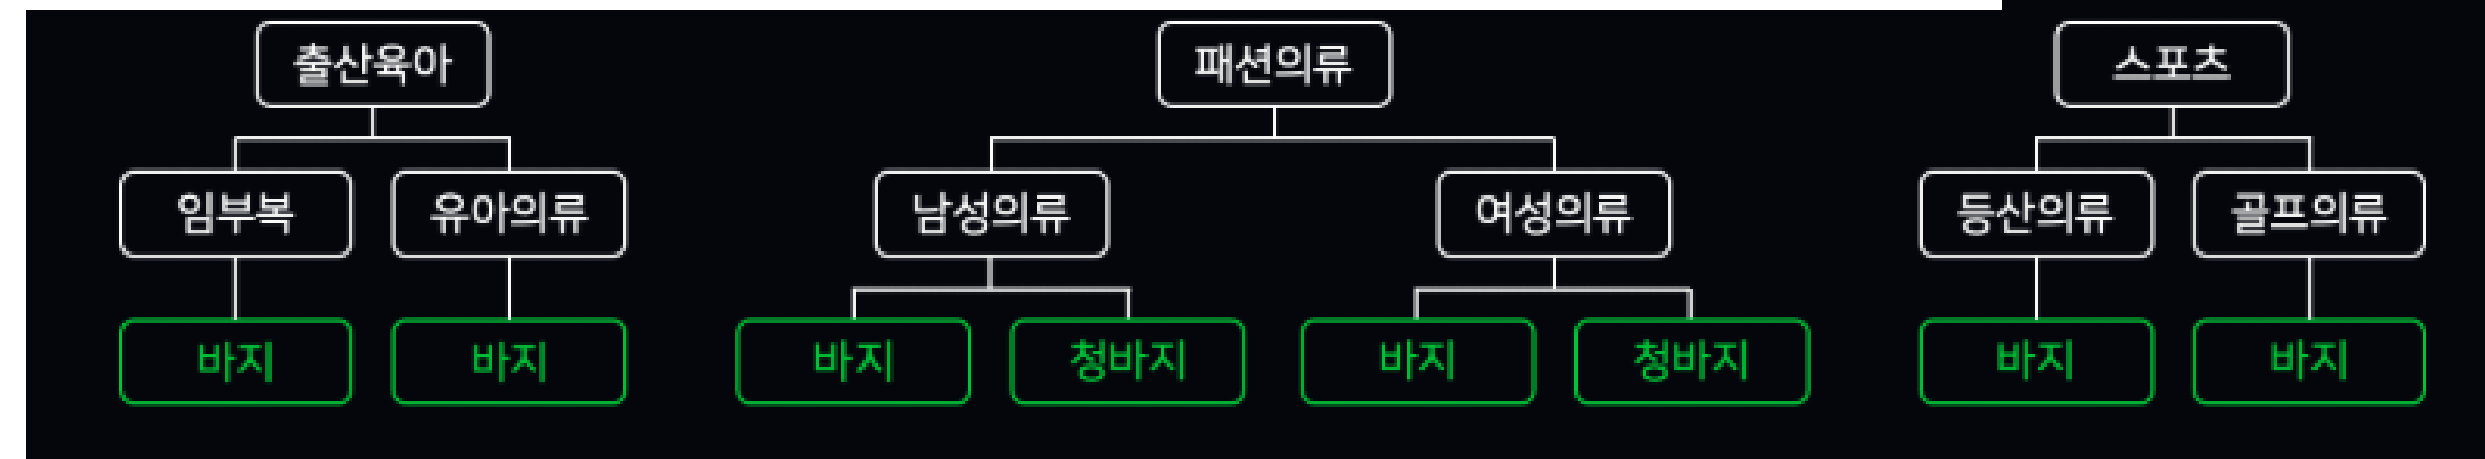 출산육아 패션의류 스포츠
임부복 유아의류 남성의류 여성의류 등산의류 골프의류
바지 바지 바지 청바지 바지 청바지 바지 바지